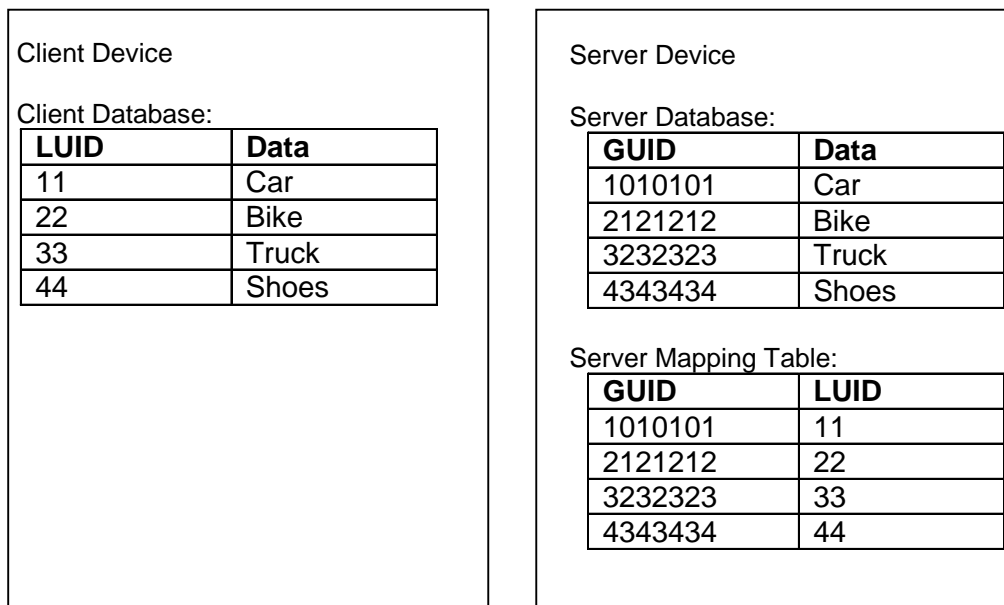 Client Device
Client Database:
LUID Data
11 Car
22 Bike
33 Truck
44 Shoes
Server Device
Server Database:
GUID Data
1010101 Car
2121212 Bike
3232323 Truck
4343434 Shoes
Server Mapping Table:
GUID LUID
1010101 11
2121212 22
3232323 33
4343434 44